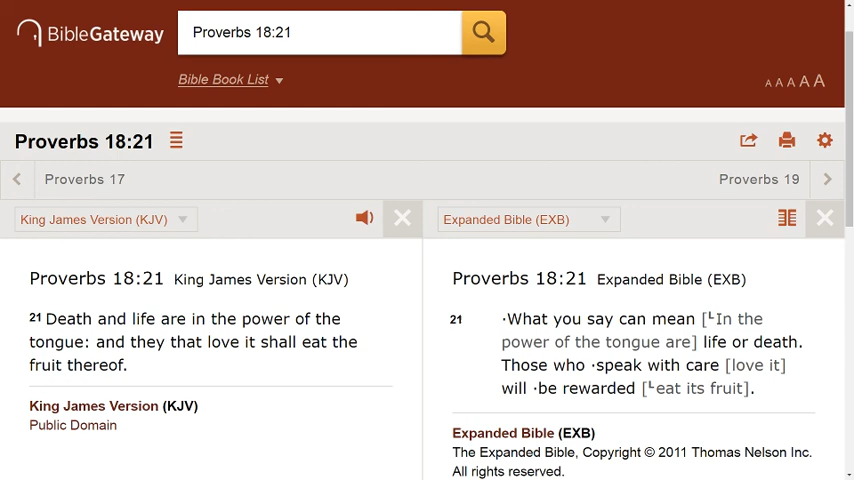 BibleGateway
Proverbs 18:21
Bible Book List
A A A A A
Proverbs 18:21
Proverbs 17
Proverbs 19
King James Version (KJV)
Expanded Bible (EXB)
Proverbs 18:21 King James Version (KJV)
21 Death and life are in the power of the
tongue: and they that love it shall eat the
fruit thereof.
King James Version (KJV)
Public Domain
Proverbs 18:21 Expanded Bible (EXB)
21 ·What you say can mean [ᴸIn the
power of the tongue are] life or death.
Those who ·speak with care [love it]
will ·be rewarded [ᴸeat its fruit].
Expanded Bible (EXB)
The Expanded Bible, Copyright © 2011 Thomas Nelson Inc.
All rights reserved.